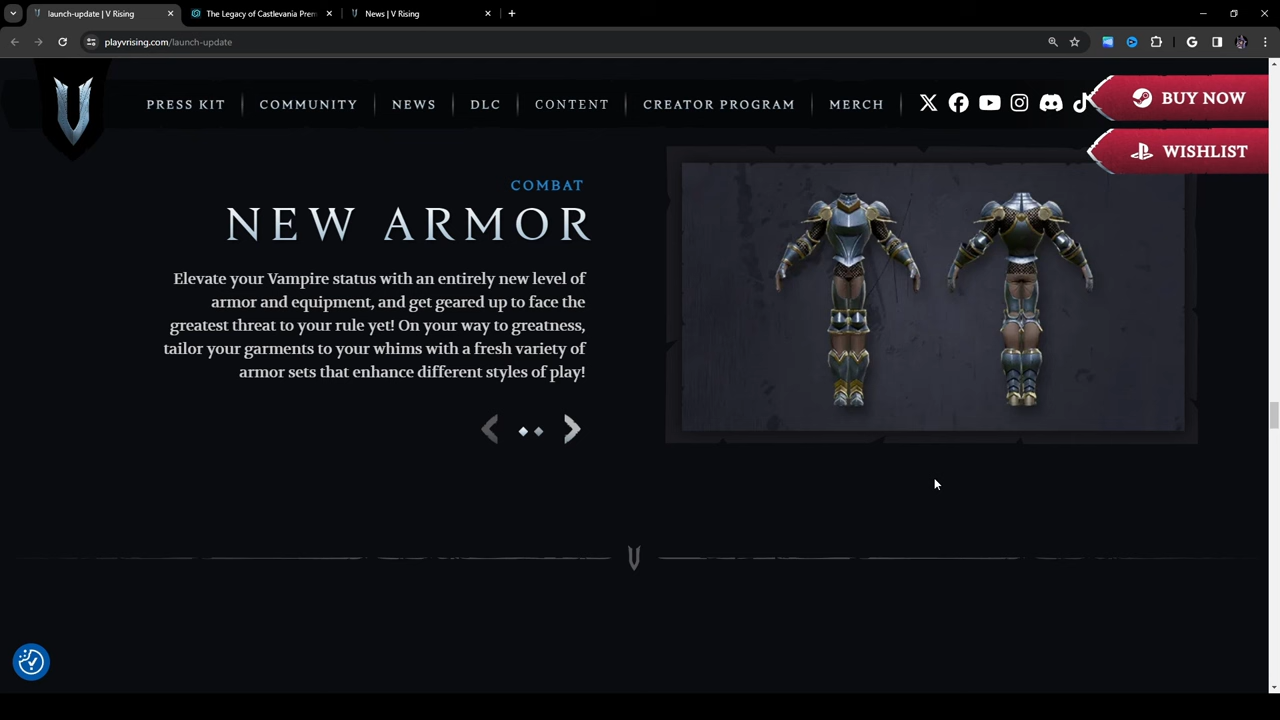 launch-update | V Rising
The Legacy of Castlevania Prem
News | V Rising
playvrising.com/launch-update
PRESS KIT
COMMUNITY
NEWS
DLC
CONTENT
CREATOR PROGRAM
MERCH
BUY NOW
WISHLIST
COMBAT
NEW ARMOR
Elevate your Vampire status with an entirely new level of
armor and equipment, and get geared up to face the
greatest threat to your rule yet! On your way to greatness,
tailor your garments to your whims with a fresh variety of
armor sets that enhance different styles of play!